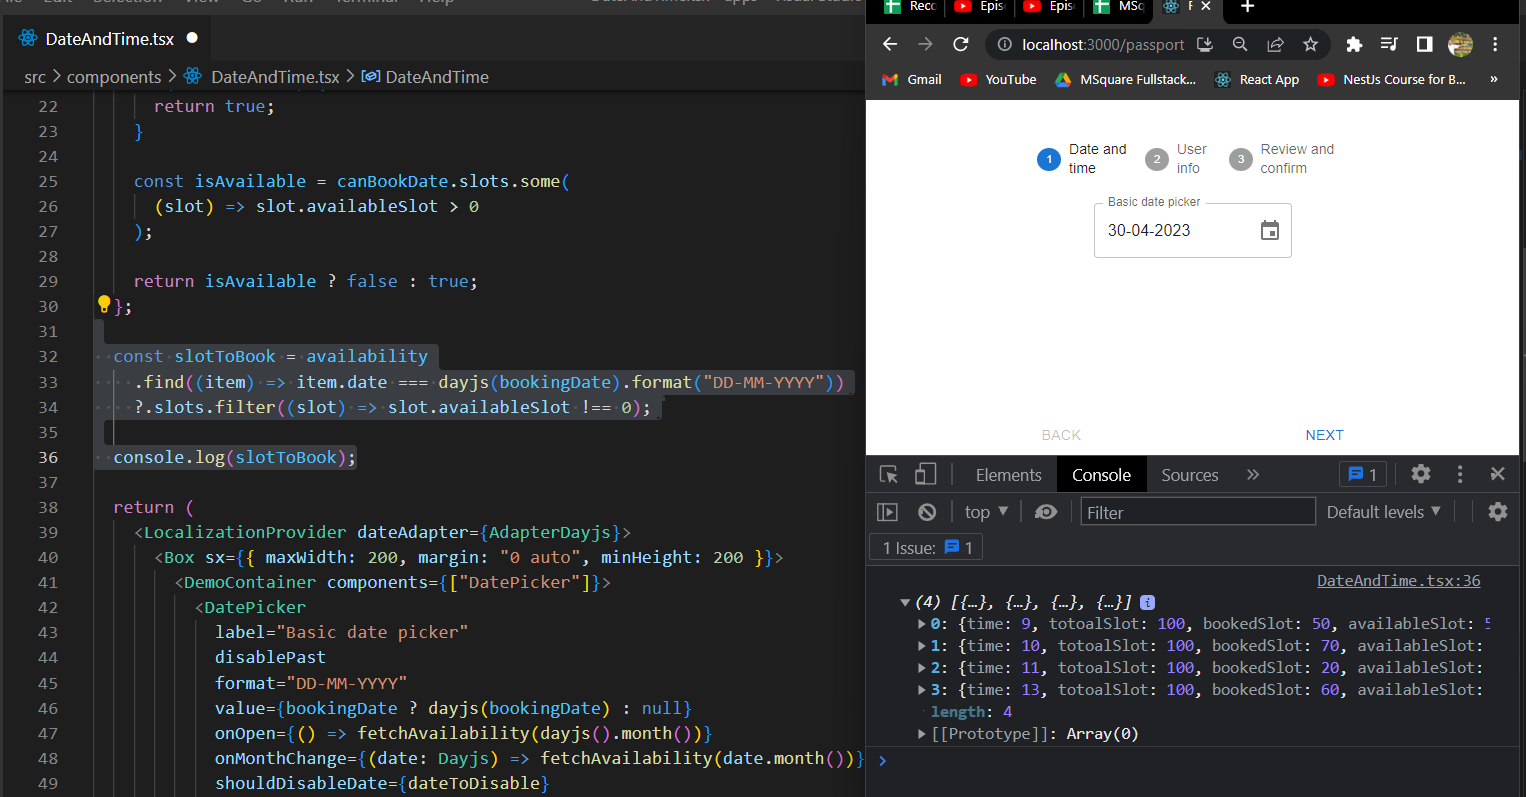 DateAndTime.tsx
src > components > DateAndTime.tsx > DateAndTime
22 return true;
23 }
24
25 const isAvailable = canBookDate.slots.some(
26 (slot) => slot.availableSlot > 0
27 );
28
29 return isAvailable ? false : true;
30 };
31
32 const slotToBook = availability
33 .find((item) => item.date === dayjs(bookingDate).format("DD-MM-YYYY"))
34 ?.slots.filter((slot) => slot.availableSlot !== 0);
35
36 console.log(slotToBook);
37
38 return (
39 <LocalizationProvider dateAdapter={AdapterDayjs}>
40 <Box sx={{ maxWidth: 200, margin: "0 auto", minHeight: 200 }}>
41 <DemoContainer components={["DatePicker"]}>
42 <DatePicker
43 label="Basic date picker"
44 disablePast
45 format="DD-MM-YYYY"
46 value={bookingDate ? dayjs(bookingDate) : null}
47 onOpen={() => fetchAvailability(dayjs().month())}
48 onMonthChange={(date: Dayjs) => fetchAvailability(date.month())}
49 shouldDisableDate={dateToDisable}
Reco Epis Epis MSq
localhost:3000/passport
Gmail YouTube MSquare Fullstack... React App NestJs Course for B... »
1 Date and time
2 User info
3 Review and confirm
Basic date picker
30-04-2023
BACK NEXT
Elements Console Sources » 1
top ▼ Filter Default levels ▼
1 Issue: 1
DateAndTime.tsx:36
▼ (4) [{…}, {…}, {…}, {…}] i
▶ 0: {time: 9, totoalSlot: 100, bookedSlot: 50, availableSlot: 5
▶ 1: {time: 10, totoalSlot: 100, bookedSlot: 70, availableSlot:
▶ 2: {time: 11, totoalSlot: 100, bookedSlot: 20, availableSlot:
▶ 3: {time: 13, totoalSlot: 100, bookedSlot: 60, availableSlot:
length: 4
▶ [[Prototype]]: Array(0)
>